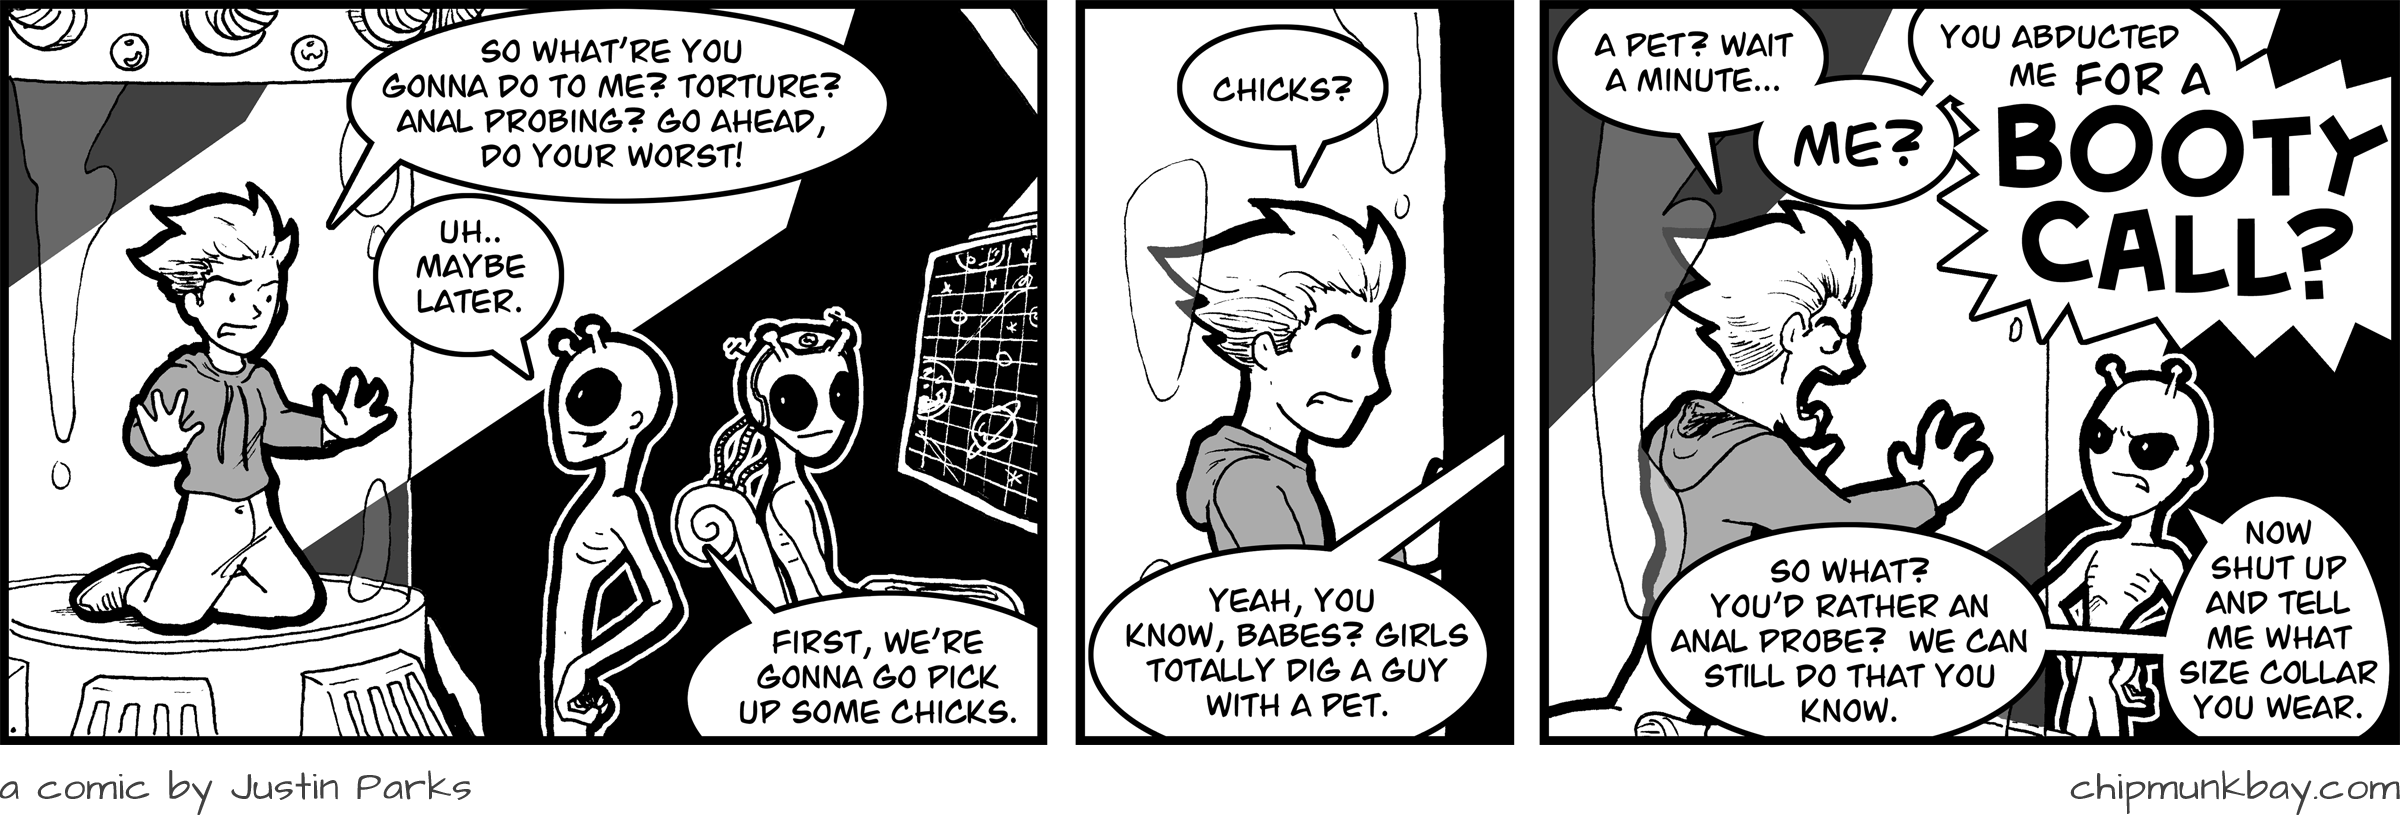 SO WHAT'RE YOU
GONNA DO TO ME? TORTURE?
ANAL PROBING? GO AHEAD,
DO YOUR WORST!
UH..
MAYBE
LATER.
FIRST, WE'RE
GONNA GO PICK
UP SOME CHICKS.
CHICKS?
YEAH, YOU
KNOW, BABES? GIRLS
TOTALLY DIG A GUY
WITH A PET.
A PET? WAIT
A MINUTE...
ME?
YOU ABDUCTED
ME FOR A
BOOTY
CALL?
SO WHAT?
YOU'D RATHER AN
ANAL PROBE? WE CAN
STILL DO THAT YOU
KNOW.
NOW
SHUT UP
AND TELL
ME WHAT
SIZE COLLAR
YOU WEAR.
a comic by Justin Parks
chipmunkbay.com